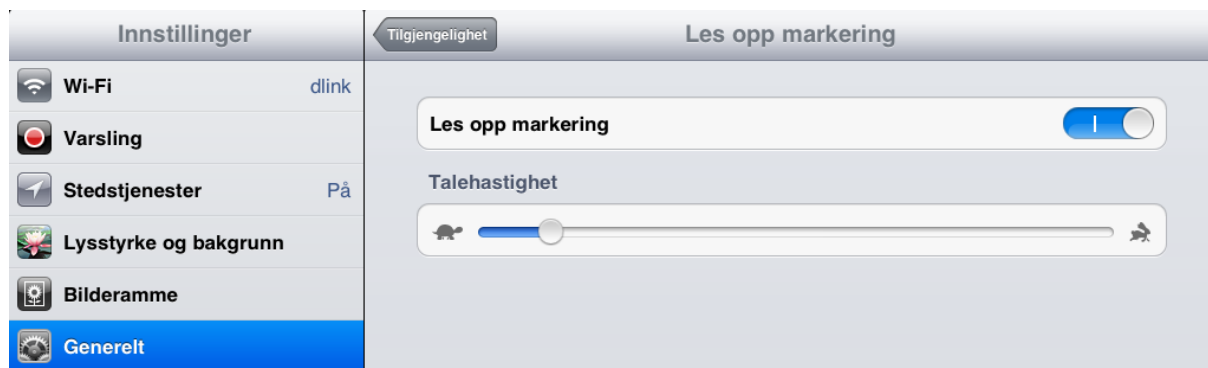 Innstillinger
Wi-Fi dlink
Varsling
Stedstjenester På
Lysstyrke og bakgrunn
Bilderamme
Generelt
Tilgjengelighet Les opp markering
Les opp markering
Talehastighet